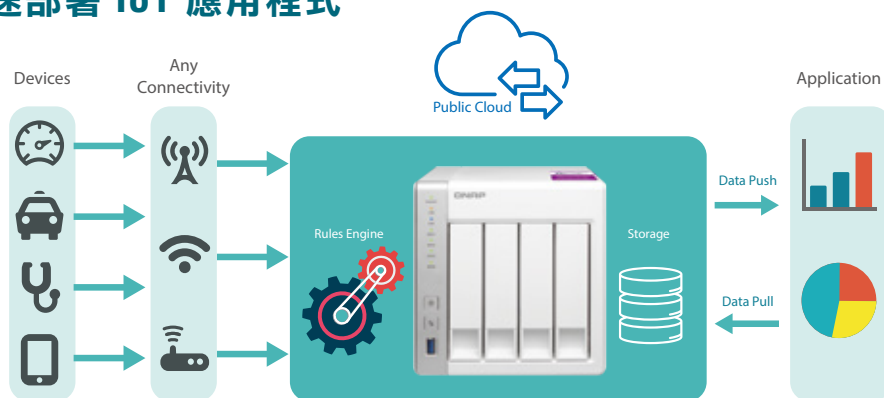 速部署 IoT 應用程式
Devices
Any
Connectivity
Public Cloud
Application
QNAP
Rules Engine
Storage
Data Push
Data Pull